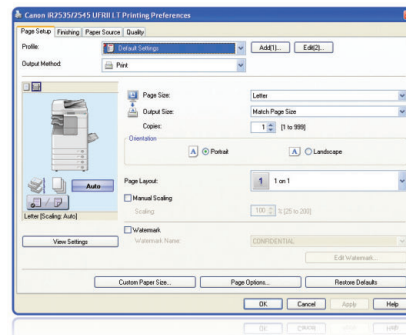 Canon iR2535/2545 UFRII LT Printing Preferences
Page Setup Finishing Paper Source Quality
Profile: Default Settings Add(1)... Edit(2)...
Output Method: Print
Page Size: Letter
Output Size: Match Page Size
Copies: 1 [1 to 999]
Orientation
A Portrait A Landscape
Auto
Page Layout: 1 1 on 1
Manual Scaling
Scaling: 100 % [25 to 200]
Letter [Scaling: Auto]
Watermark
View Settings
Watermark Name: CONFIDENTIAL
Edit Watermark...
Custom Paper Size... Page Options... Restore Defaults
OK Cancel Apply Help